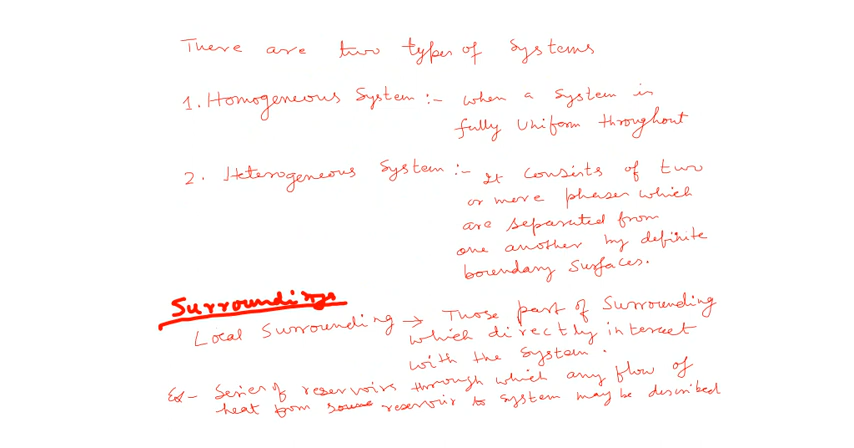 There are two types of Systems
1. Homogeneous System :- when a System is
fully Uniform throughout
2. Heterogeneous System :- It consists of two
or more phases which
are separated from
one another by definite
boundary Surfaces.
Surroundings
Local Surrounding → Those part of Surrounding
which directly interact
with the System.
Ex- Series of reservoirs through which any flow of
heat from reservoir to System may be described